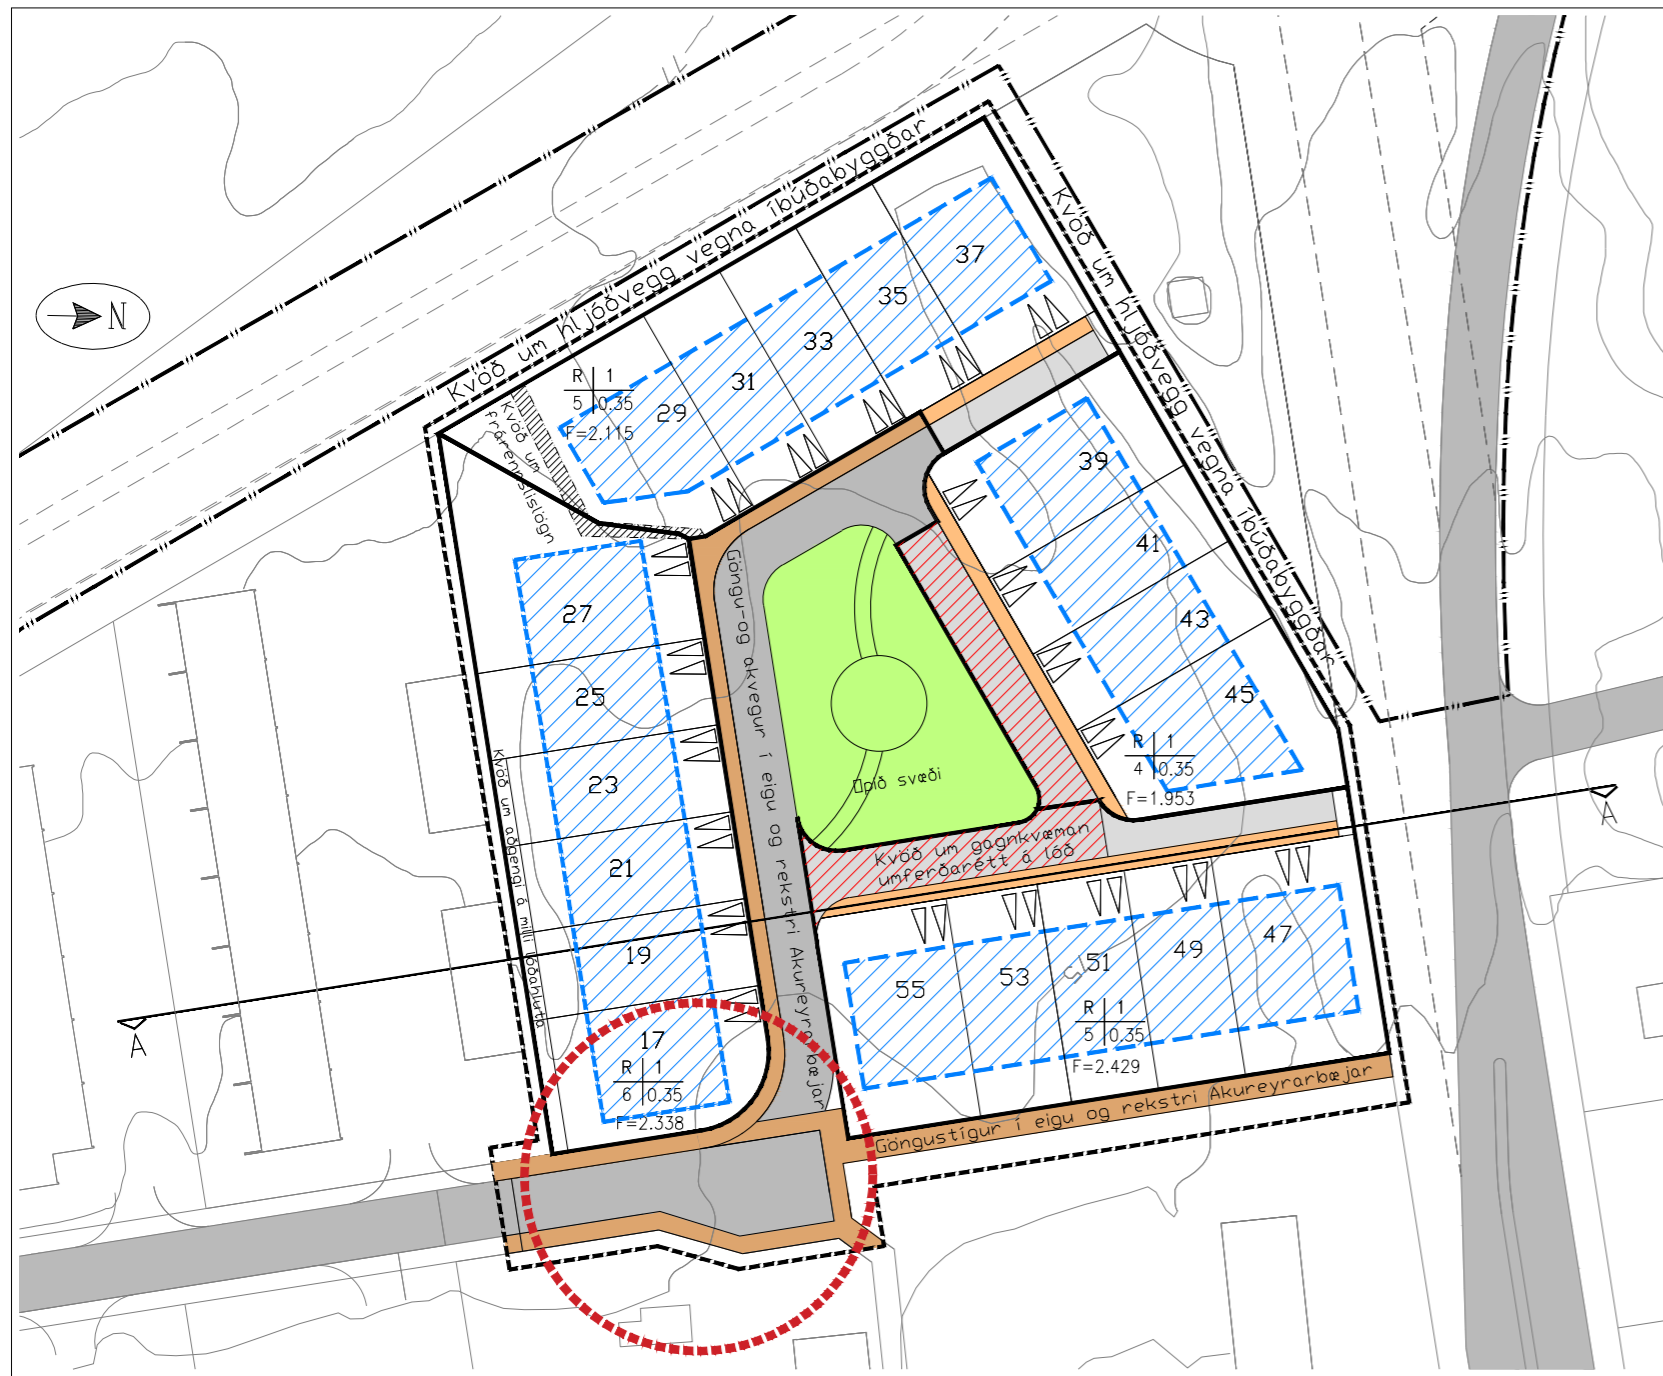 N
Kvöð um hljóðvegg vegna íbúðabyggðar
Kvöð um hljóðvegg vegna íbúðabyggðar
37
35
33
31
29
R 1
5 0.35
F=2.115
Kvöð um
frárennslislögn
39
41
43
45
R 1
4 0.35
F=1.953
27
25
23
21
19
17
R 1
6 0.35
F=2.338
Kvöð um aðgengi á milli lóðahluta
Göngu-og akvegur í eigu og rekstri Akureyrarbæjar
pið svæði
Kvöð um gagnkvæman
umferðarétt á lóð
A
A
55
53
51
49
47
15
R 1
5 0.35
F=2.429
Göngustígur í eigu og rekstri Akureyrarbæjar